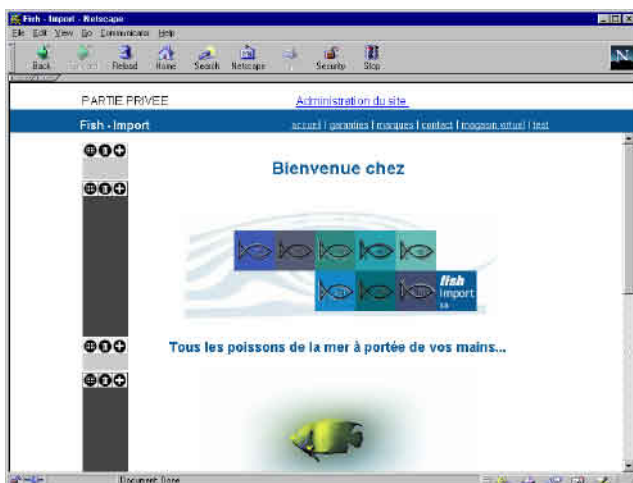 Fish - Import - Netscape
File Edit View Go Communicator Help
Back Reload Home Search Netscape Security Stop
PARTIE PRIVEE Administration du site
Fish - Import accueil | garanties | marques | contact | magasin virtuel | test
Bienvenue chez
fish
import
sa
Tous les poissons de la mer à portée de vos mains...
Document: Done